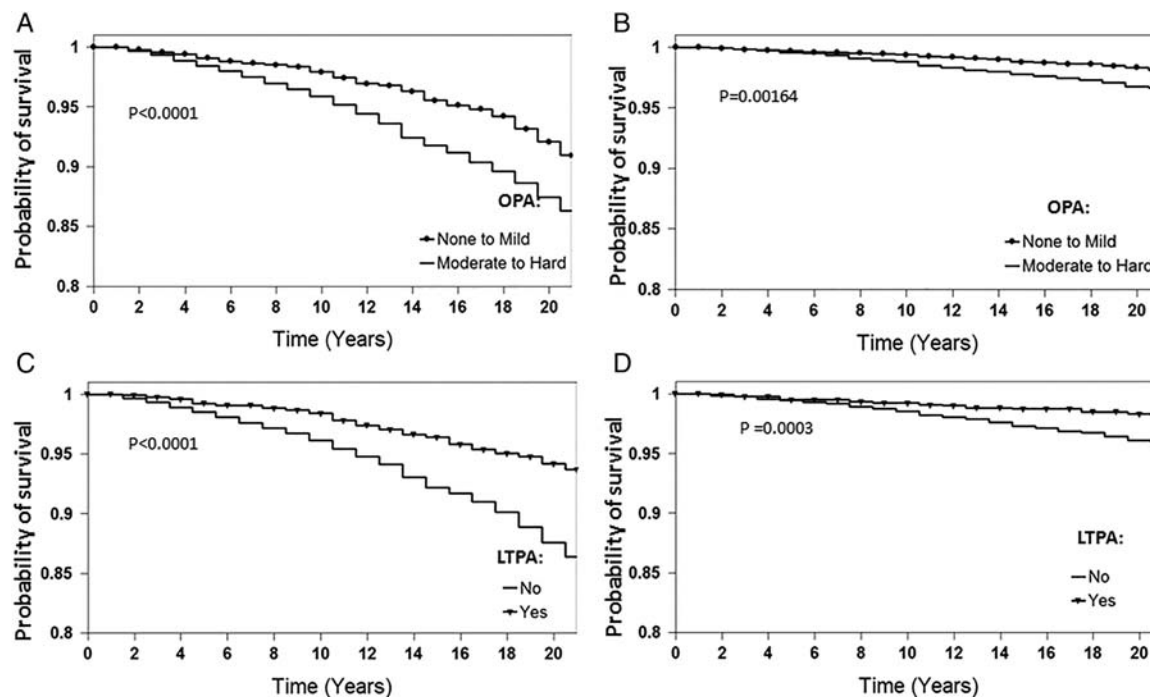 A
Probability of survival
1
0.95
0.9
0.85
0.8
P<0.0001
OPA:
None to Mild
Moderate to Hard
0 2 4 6 8 10 12 14 16 18 20
Time (Years)
B
Probability of survival
1
0.95
0.9
0.85
0.8
P=0.00164
OPA:
None to Mild
Moderate to Hard
0 2 4 6 8 10 12 14 16 18 20
Time (Years)
C
Probability of survival
1
0.95
0.9
0.85
0.8
P<0.0001
LTPA:
No
Yes
0 2 4 6 8 10 12 14 16 18 20
Time (Years)
D
Probability of survival
1
0.95
0.9
0.85
0.8
P =0.0003
LTPA:
No
Yes
0 2 4 6 8 10 12 14 16 18 20
Time (Years)